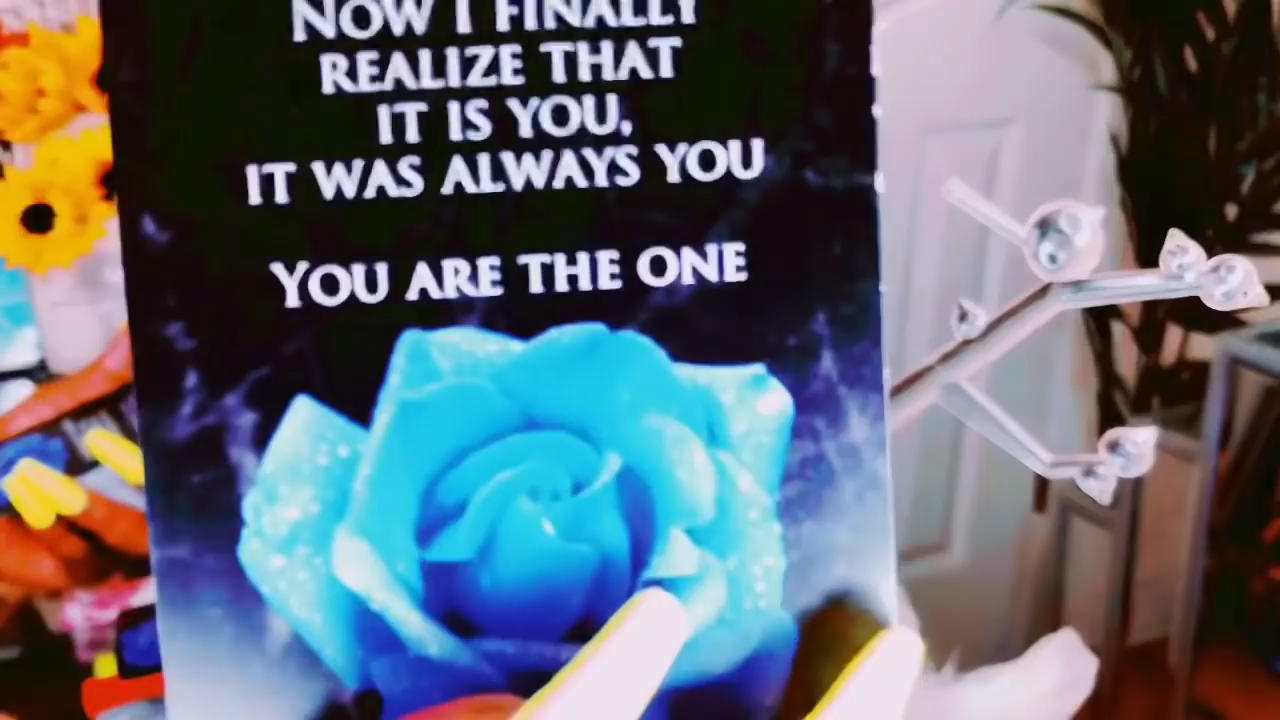 NOW I FINALLY
REALIZE THAT
IT IS YOU,
IT WAS ALWAYS YOU
YOU ARE THE ONE